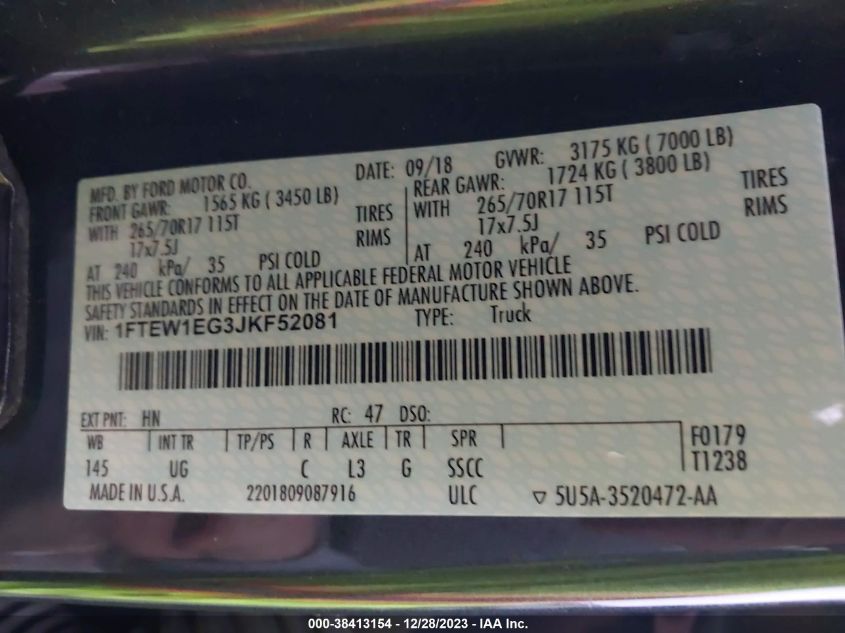 MFD. BY FORD MOTOR CO. DATE: 09/18 GVWR: 3175 KG ( 7000 LB)
FRONT GAWR: 1565 KG ( 3450 LB) REAR GAWR: 1724 KG ( 3800 LB)
WITH 265/70R17 115T TIRES WITH 265/70R17 115T TIRES
17x7.5J RIMS 17x7.5J RIMS
AT 240 kPa/ 35 PSI COLD AT 240 kPa/ 35 PSI COLD
THIS VEHICLE CONFORMS TO ALL APPLICABLE FEDERAL MOTOR VEHICLE
SAFETY STANDARDS IN EFFECT ON THE DATE OF MANUFACTURE SHOWN ABOVE.
VIN: 1FTEW1EG3JKF52081 TYPE: Truck
EXT PNT: HN RC: 47 DSO:
WB INT TR TP/PS R AXLE TR SPR F0179
145 UG C L3 G SSCC T1238
MADE IN U.S.A. 2201809087916 ULC ▽ 5U5A-3520472-AA
000-38413154 - 12/28/2023 - IAA Inc.